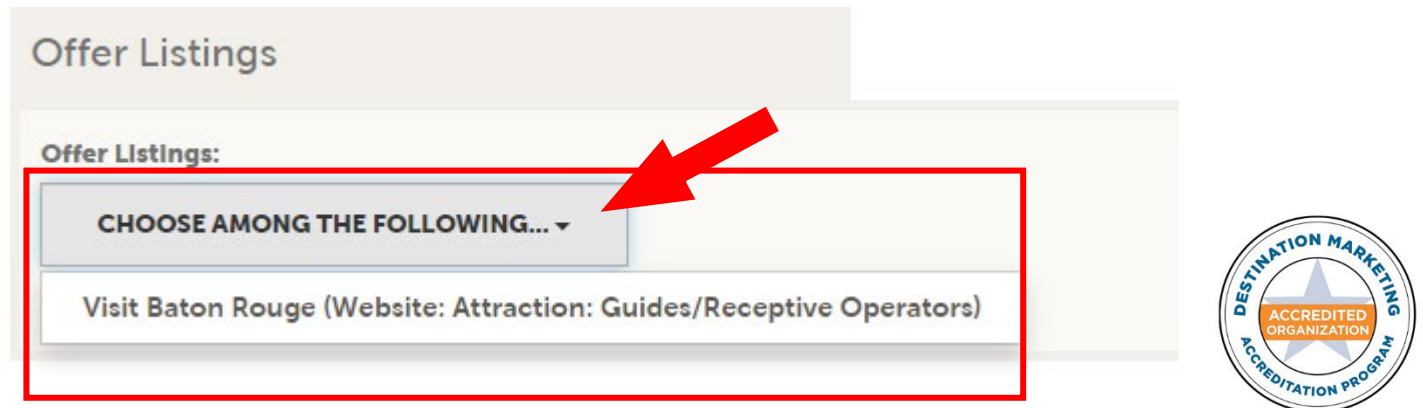 Offer Listings
Offer Listings:
CHOOSE AMONG THE FOLLOWING...
Visit Baton Rouge (Website: Attraction: Guides/Receptive Operators)
DESTINATION MARKETING
ACCREDITED
ORGANIZATION
ACCREDITATION PROGRAM